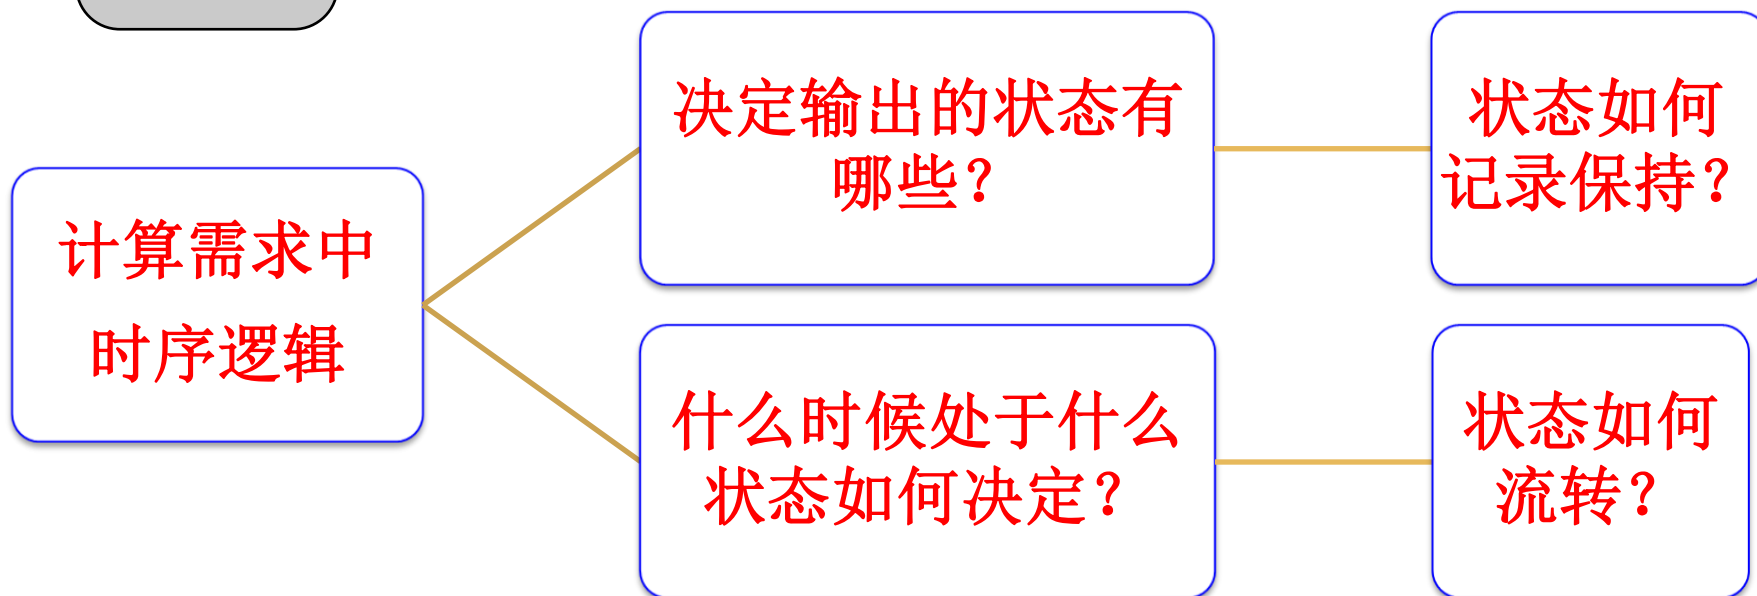 计算需求中
时序逻辑
决定输出的状态有
哪些？
状态如何
记录保持？
什么时候处于什么
状态如何决定？
状态如何
流转？